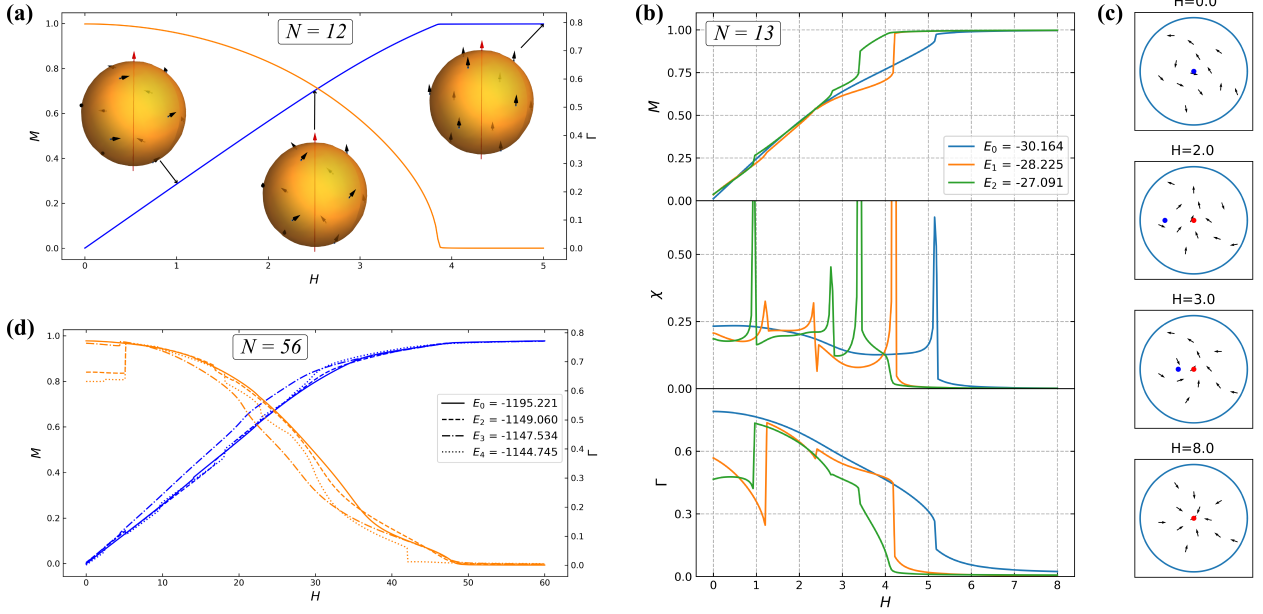 (a)
N = 12
1.0
0.8
0.6
0.4
0.2
0.0
M
0.8
0.7
0.6
0.5
0.4
0.3
0.2
0.1
0.0
Γ
0
1
2
3
4
5
H
(b)
N = 13
1.00
0.75
0.50
0.25
0.00
M
E0 = -30.164
E1 = -28.225
E2 = -27.091
0.50
0.25
0.00
χ
0.6
0.3
0.0
Γ
0
1
2
3
4
5
6
7
8
H
(c)
H=0.0
H=2.0
H=3.0
H=8.0
(d)
N = 56
1.0
0.8
0.6
0.4
0.2
0.0
M
E0 = -1195.221
E2 = -1149.060
E3 = -1147.534
E4 = -1144.745
0.8
0.7
0.6
0.5
0.4
0.3
0.2
0.1
0.0
Γ
0
10
20
30
40
50
60
H